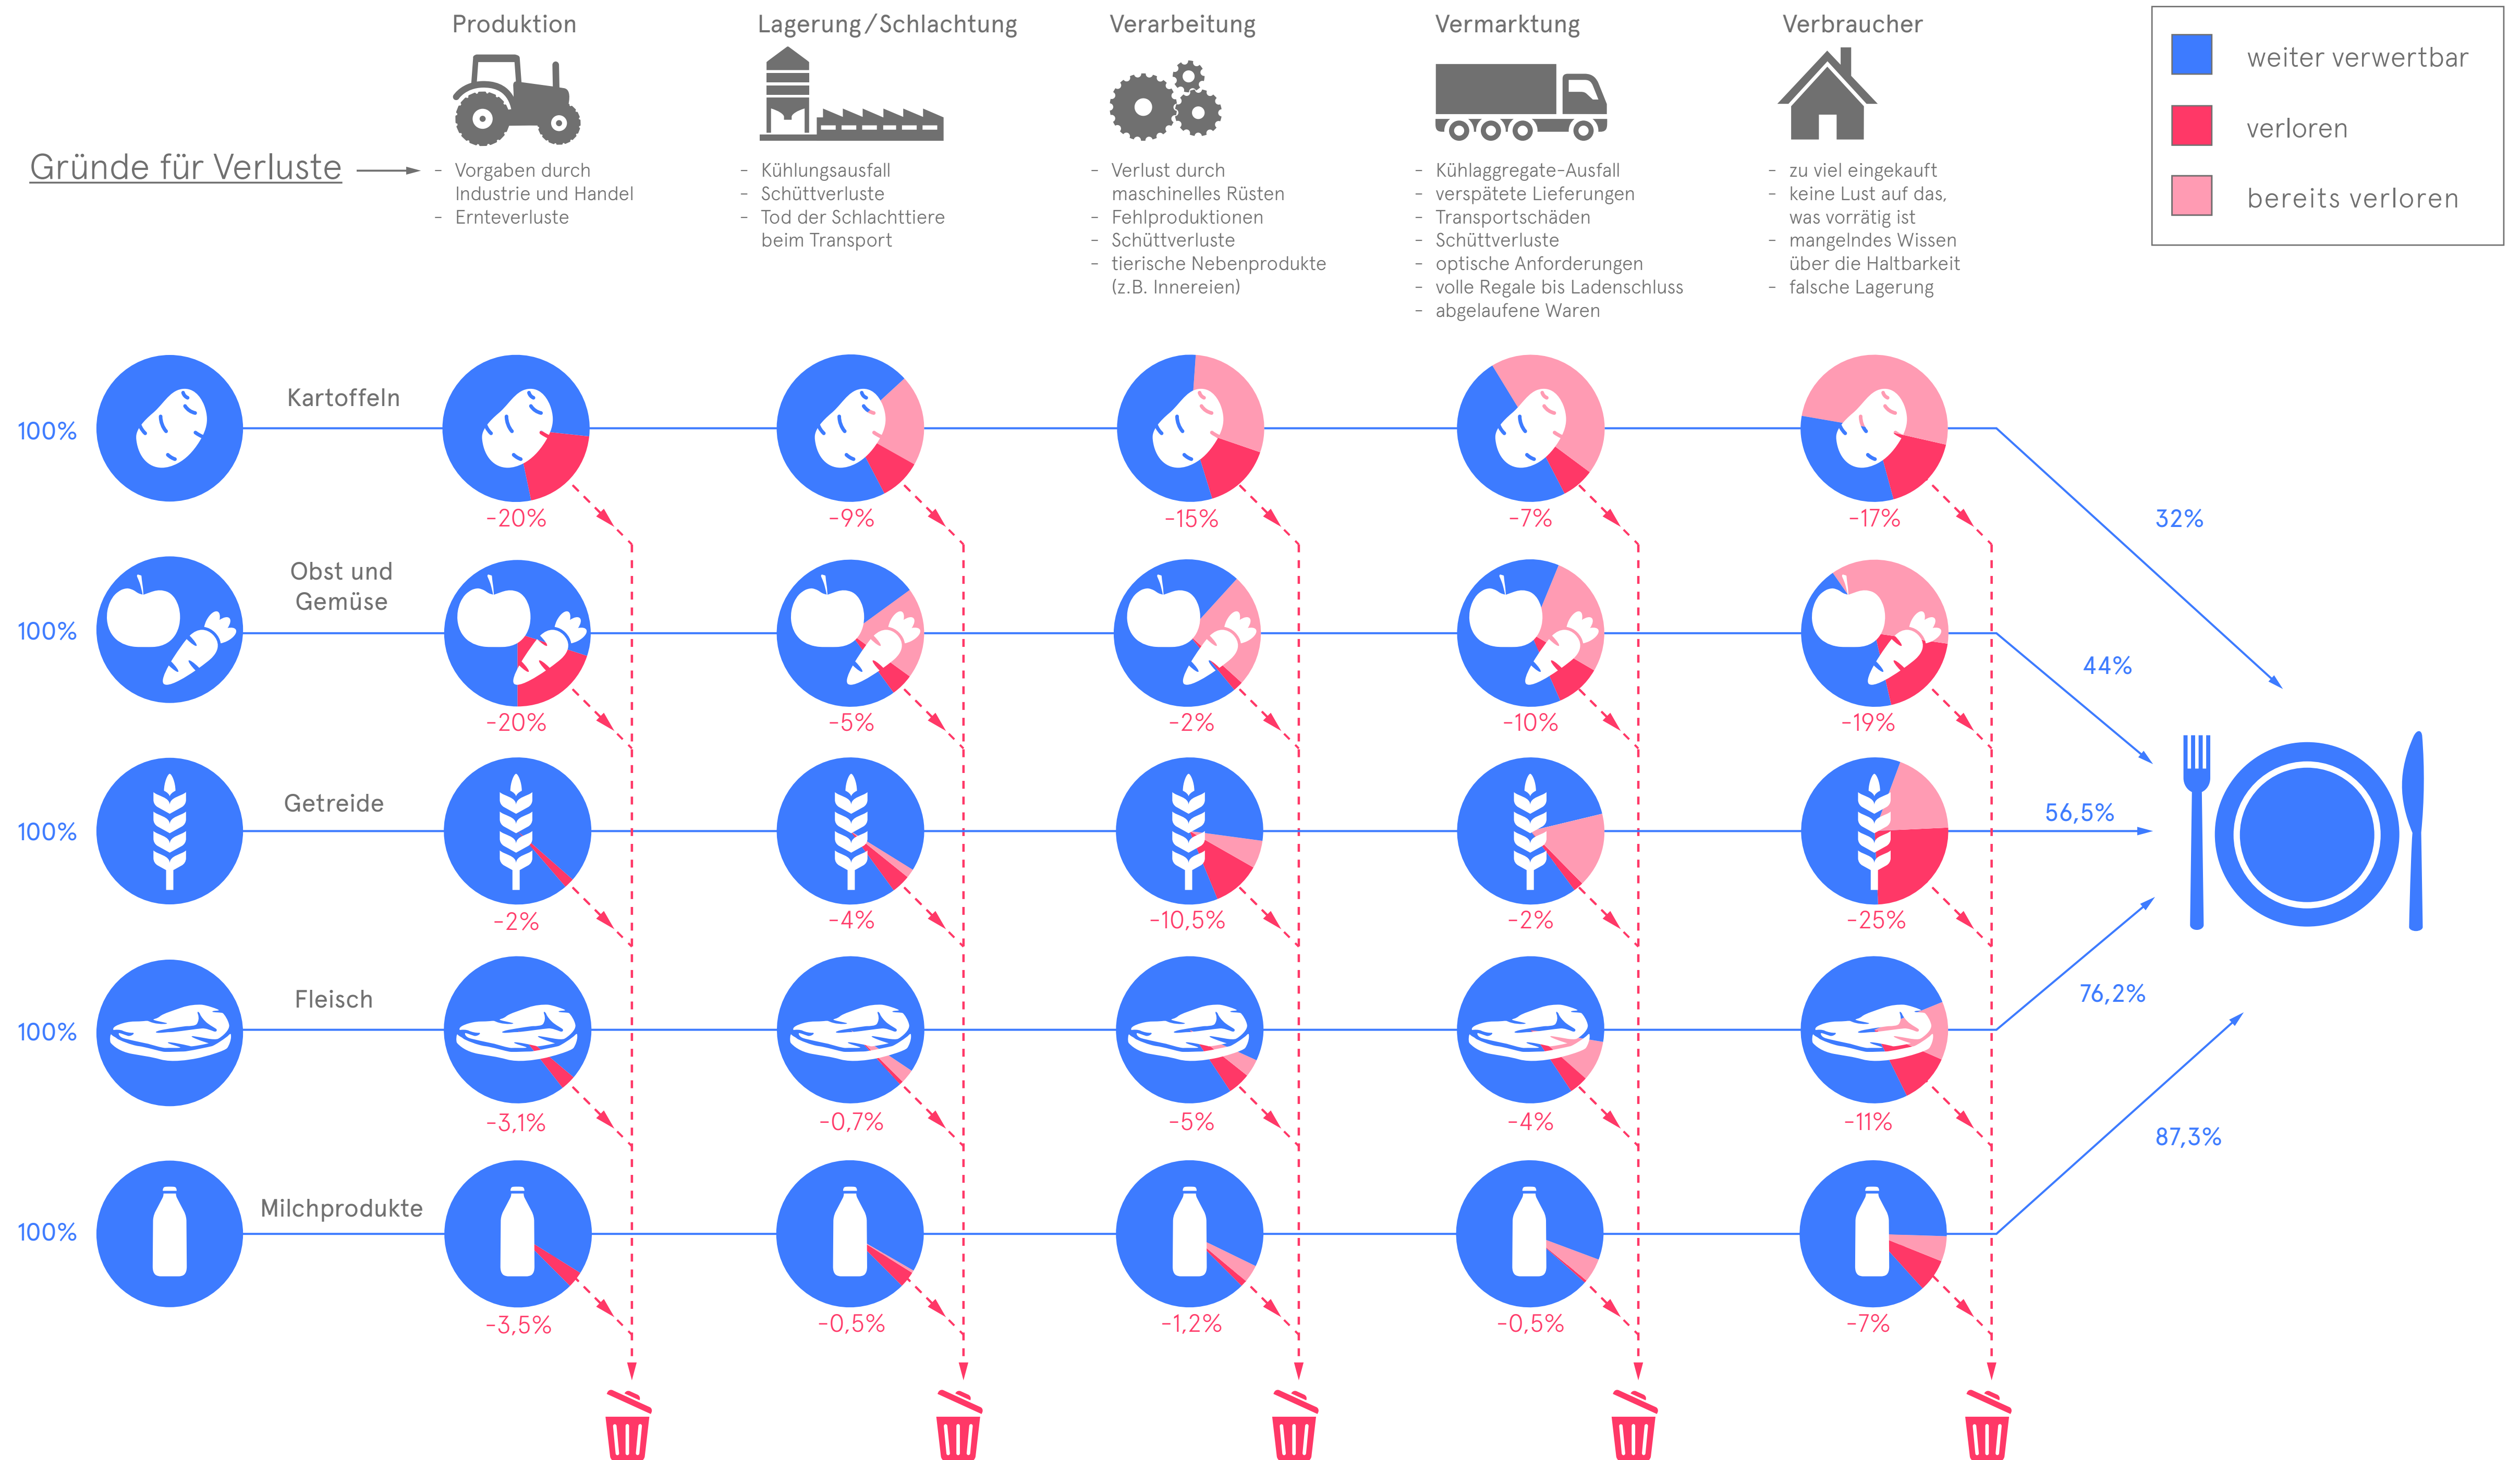 Produktion
Lagerung/Schlachtung
Verarbeitung
Vermarktung
Verbraucher
weiter verwertbar
verloren
bereits verloren
Gründe für Verluste
- Vorgaben durch
Industrie und Handel
- Ernteverluste
- Kühlungsausfall
- Schüttverluste
- Tod der Schlachttiere
beim Transport
- Verlust durch
maschinelles Rüsten
- Fehlproduktionen
- Schüttverluste
- tierische Nebenprodukte
(z.B. Innereien)
- Kühlaggregate-Ausfall
- verspätete Lieferungen
- Transportschäden
- Schüttverluste
- optische Anforderungen
- volle Regale bis Ladenschluss
- abgelaufene Waren
- zu viel eingekauft
- keine Lust auf das,
was vorrätig ist
- mangelndes Wissen
über die Haltbarkeit
- falsche Lagerung
100%
Kartoffeln
-20%
-9%
-15%
-7%
-17%
32%
100%
Obst und
Gemüse
-20%
-5%
-2%
-10%
-19%
44%
100%
Getreide
-2%
-4%
-10,5%
-2%
-25%
56,5%
100%
Fleisch
-3,1%
-0,7%
-5%
-4%
-11%
76,2%
100%
Milchprodukte
-3,5%
-0,5%
-1,2%
-0,5%
-7%
87,3%